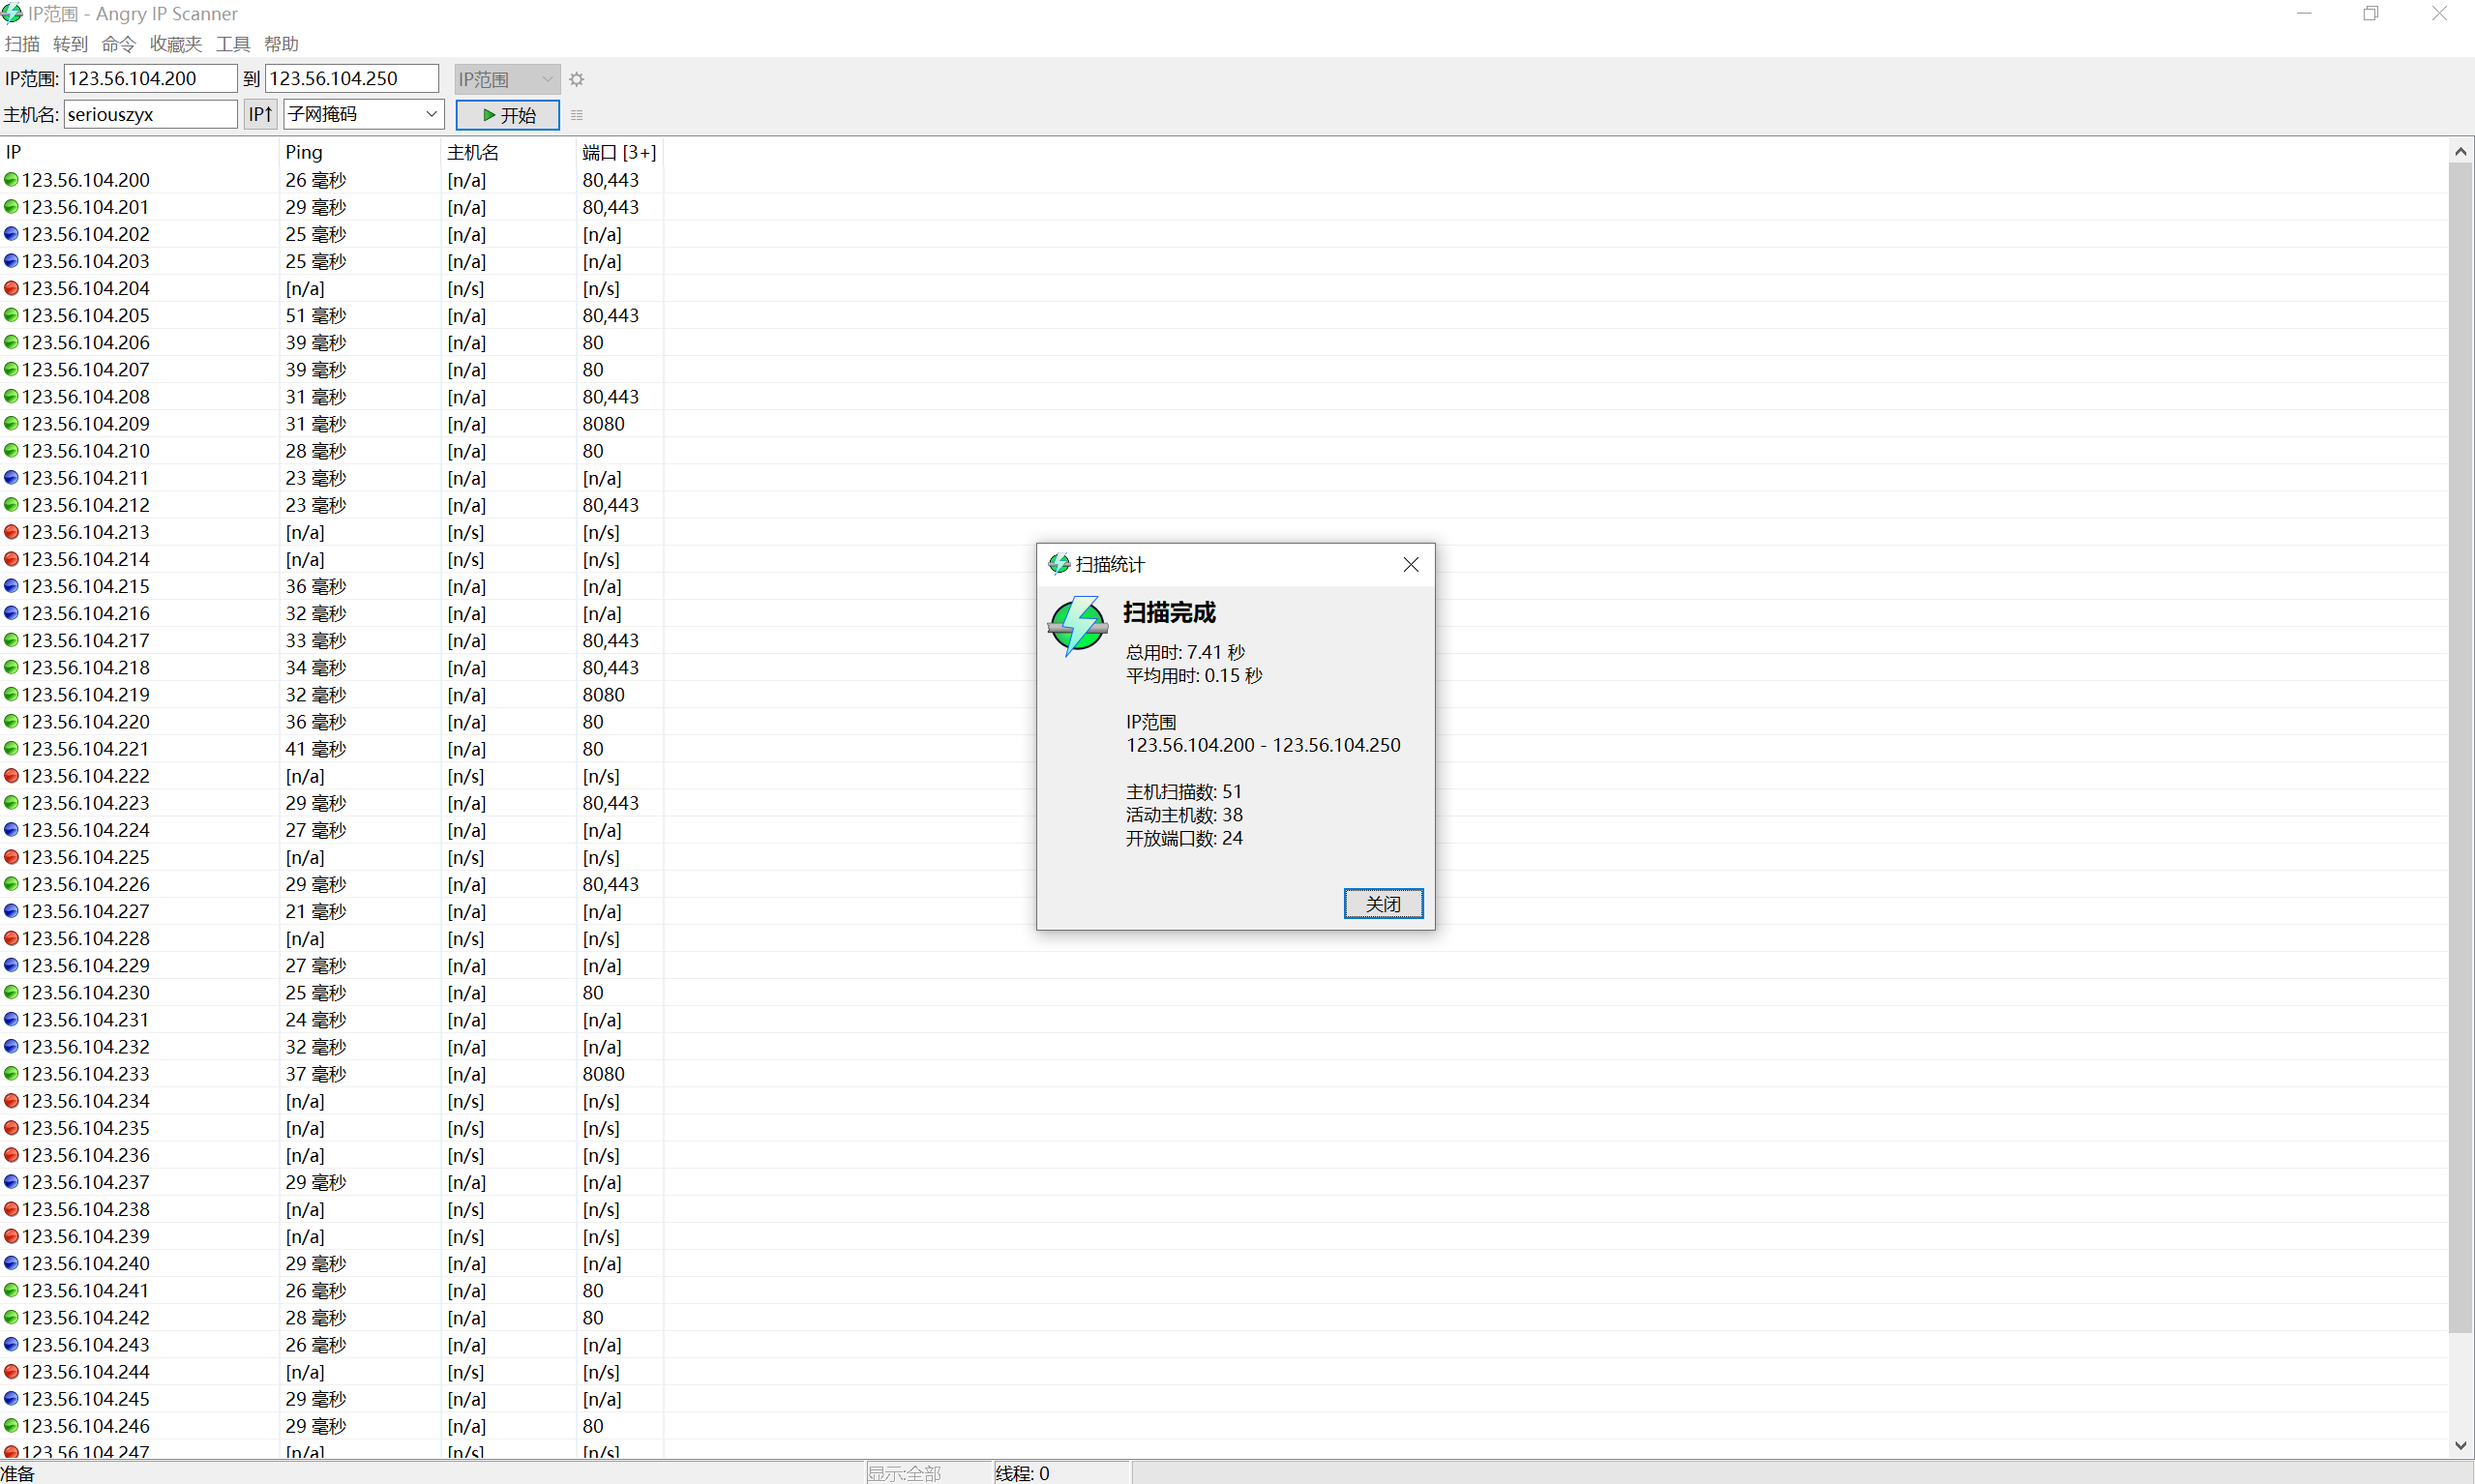 IP范围 - Angry IP Scanner
扫描 转到 命令 收藏夹 工具 帮助
IP范围: 123.56.104.200 到 123.56.104.250 IP范围
主机名: seriouszyx IP↑ 子网掩码 开始
IP Ping 主机名 端口 [3+]
123.56.104.200 26 毫秒 [n/a] 80,443
123.56.104.201 29 毫秒 [n/a] 80,443
123.56.104.202 25 毫秒 [n/a] [n/a]
123.56.104.203 25 毫秒 [n/a] [n/a]
123.56.104.204 [n/a] [n/s] [n/s]
123.56.104.205 51 毫秒 [n/a] 80,443
123.56.104.206 39 毫秒 [n/a] 80
123.56.104.207 39 毫秒 [n/a] 80
123.56.104.208 31 毫秒 [n/a] 80,443
123.56.104.209 31 毫秒 [n/a] 8080
123.56.104.210 28 毫秒 [n/a] 80
123.56.104.211 23 毫秒 [n/a] [n/a]
123.56.104.212 23 毫秒 [n/a] 80,443
123.56.104.213 [n/a] [n/s] [n/s]
123.56.104.214 [n/a] [n/s] [n/s]
123.56.104.215 36 毫秒 [n/a] [n/a]
123.56.104.216 32 毫秒 [n/a] [n/a]
123.56.104.217 33 毫秒 [n/a] 80,443
123.56.104.218 34 毫秒 [n/a] 80,443
123.56.104.219 32 毫秒 [n/a] 8080
123.56.104.220 36 毫秒 [n/a] 80
123.56.104.221 41 毫秒 [n/a] 80
123.56.104.222 [n/a] [n/s] [n/s]
123.56.104.223 29 毫秒 [n/a] 80,443
123.56.104.224 27 毫秒 [n/a] [n/a]
123.56.104.225 [n/a] [n/s] [n/s]
123.56.104.226 29 毫秒 [n/a] 80,443
123.56.104.227 21 毫秒 [n/a] [n/a]
123.56.104.228 [n/a] [n/s] [n/s]
123.56.104.229 27 毫秒 [n/a] [n/a]
123.56.104.230 25 毫秒 [n/a] 80
123.56.104.231 24 毫秒 [n/a] [n/a]
123.56.104.232 32 毫秒 [n/a] [n/a]
123.56.104.233 37 毫秒 [n/a] 8080
123.56.104.234 [n/a] [n/s] [n/s]
123.56.104.235 [n/a] [n/s] [n/s]
123.56.104.236 [n/a] [n/s] [n/s]
123.56.104.237 29 毫秒 [n/a] [n/a]
123.56.104.238 [n/a] [n/s] [n/s]
123.56.104.239 [n/a] [n/s] [n/s]
123.56.104.240 29 毫秒 [n/a] [n/a]
123.56.104.241 26 毫秒 [n/a] 80
123.56.104.242 28 毫秒 [n/a] 80
123.56.104.243 26 毫秒 [n/a] [n/a]
123.56.104.244 [n/a] [n/s] [n/s]
123.56.104.245 29 毫秒 [n/a] [n/a]
123.56.104.246 29 毫秒 [n/a] 80
123.56.104.247 [n/a] [n/s] [n/s]
扫描统计
扫描完成
总用时: 7.41 秒
平均用时: 0.15 秒
IP范围
123.56.104.200 - 123.56.104.250
主机扫描数: 51
活动主机数: 38
开放端口数: 24
关闭
准备 显示:全部 线程: 0